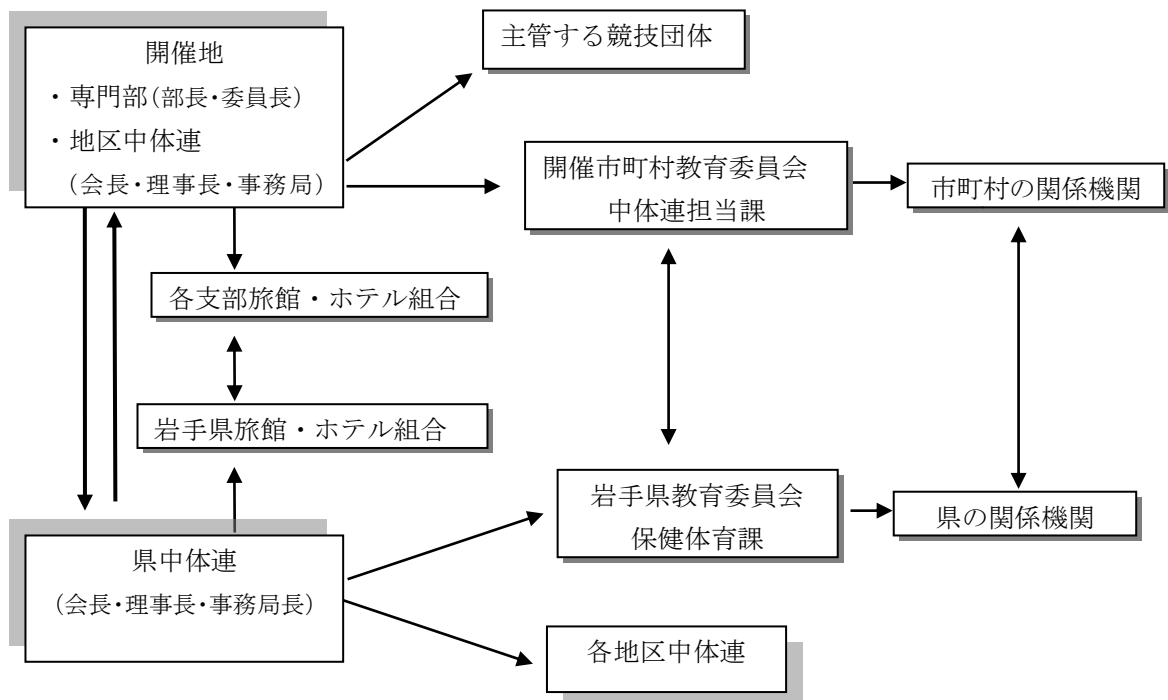 開催地
・専門部(部長・委員長)
・地区中体連
(会長・理事長・事務局)
主管する競技団体
開催市町村教育委員会
中体連担当課
市町村の関係機関
各支部旅館・ホテル組合
岩手県旅館・ホテル組合
県中体連
(会長・理事長・事務局長)
岩手県教育委員会
保健体育課
県の関係機関
各地区中体連